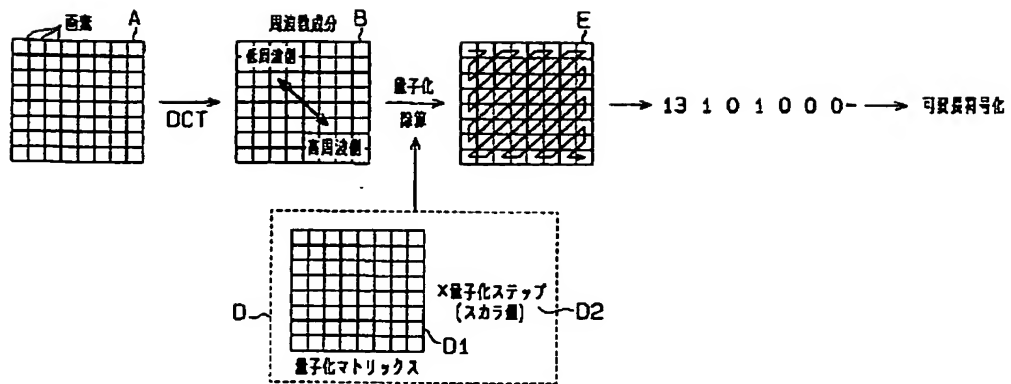 画素
A
周波数成分
B
E
低周波側
高周波側
DCT
量子化
除算
13 1 0 1 0 0 0-
可変長符号化
D
×量子化ステップ
(スカラ値)
D2
D1
量子化マトリックス